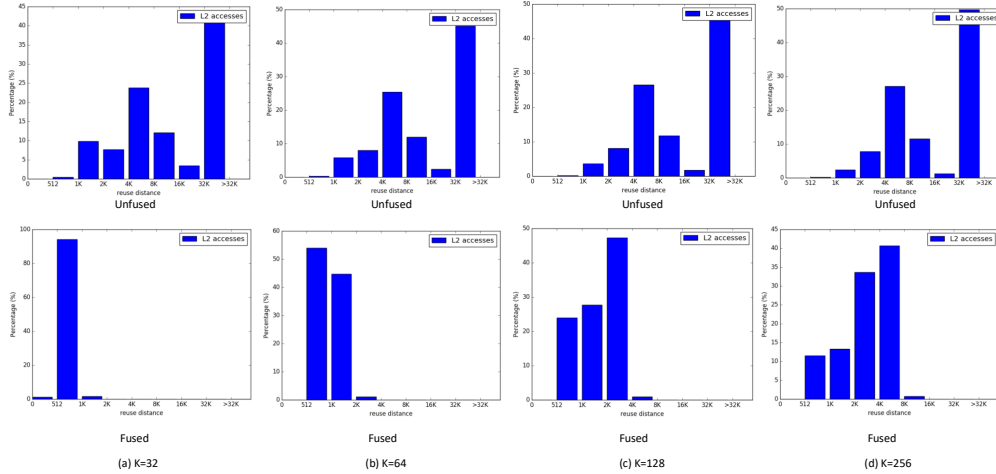 L2 accesses
45
40
35
30
25
20
15
10
5
0
Percentage (%)
0 512 1K 2K 4K 8K 16K 32K >32K
reuse distance
Unfused
L2 accesses
50
40
30
20
10
0
Percentage (%)
0 512 1K 2K 4K 8K 16K 32K >32K
reuse distance
Unfused
L2 accesses
50
40
30
20
10
0
Percentage (%)
0 512 1K 2K 4K 8K 16K 32K >32K
reuse distance
Unfused
L2 accesses
50
40
30
20
10
0
Percentage (%)
0 512 1K 2K 4K 8K 16K 32K >32K
reuse distance
Unfused
L2 accesses
100
80
60
40
20
0
Percentage (%)
0 512 1K 2K 4K 8K 16K 32K >32K
reuse distance
Fused
(a) K=32
L2 accesses
60
50
40
30
20
10
0
Percentage (%)
0 512 1K 2K 4K 8K 16K 32K >32K
reuse distance
Fused
(b) K=64
L2 accesses
50
40
30
20
10
0
Percentage (%)
0 512 1K 2K 4K 8K 16K 32K >32K
reuse distance
Fused
(c) K=128
L2 accesses
45
40
35
30
25
20
15
10
5
0
Percentage (%)
0 512 1K 2K 4K 8K 16K 32K >32K
reuse distance
Fused
(d) K=256